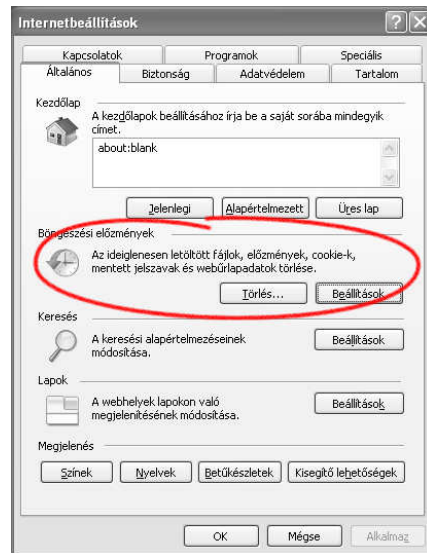 Internetbeállítások
Kapcsolatok Programok Speciális
Általános Biztonság Adatvédelem Tartalom
Kezdőlap
A kezdőlapok beállításához írja be a saját sorába mindegyik
címet.
about:blank
Jelenlegi Alapértelmezett Üres lap
Böngészési előzmények
Az ideiglenesen letöltött fájlok, előzmények, cookie-k,
mentett jelszavak és webűrlapadatok törlése.
Törlés... Beállítások
Keresés
A keresési alapértelmezéseinek
módosítása.
Beállítások
Lapok
A webhelyek lapokon való
megjelenítésének módosítása.
Beállítások
Megjelenés
Színek Nyelvek Betűkészletek Kisegítő lehetőségek
OK Mégse Alkalmaz